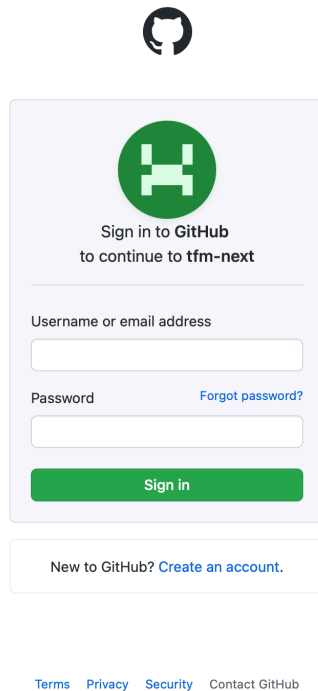 Sign in to GitHub
to continue to tfm-next
Username or email address
Password Forgot password?
Sign in
New to GitHub? Create an account.
Terms Privacy Security Contact GitHub